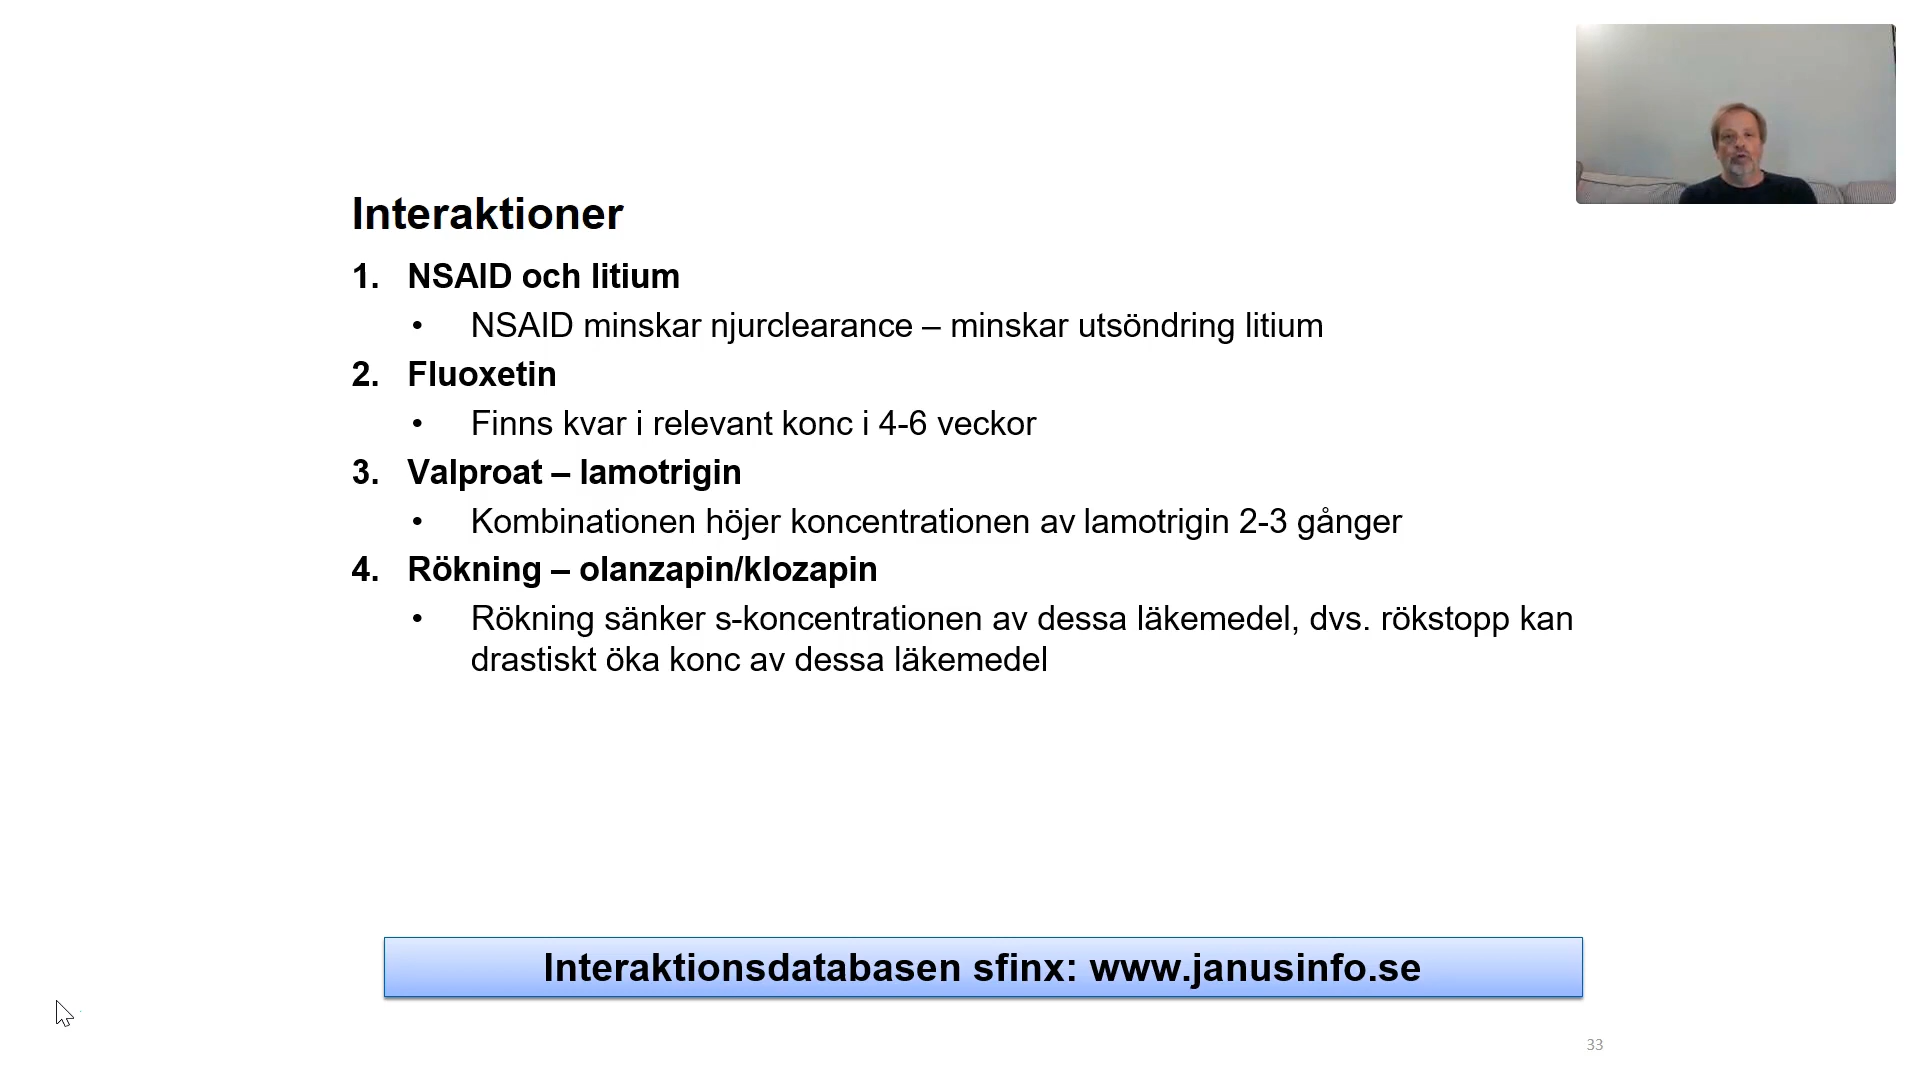 Interaktioner
1. NSAID och litium
• NSAID minskar njurclearance – minskar utsöndring litium
2. Fluoxetin
• Finns kvar i relevant konc i 4-6 veckor
3. Valproat – lamotrigin
• Kombinationen höjer koncentrationen av lamotrigin 2-3 gånger
4. Rökning – olanzapin/klozapin
• Rökning sänker s-koncentrationen av dessa läkemedel, dvs. rökstopp kan
drastiskt öka konc av dessa läkemedel
Interaktionsdatabasen sfinx: www.janusinfo.se
33